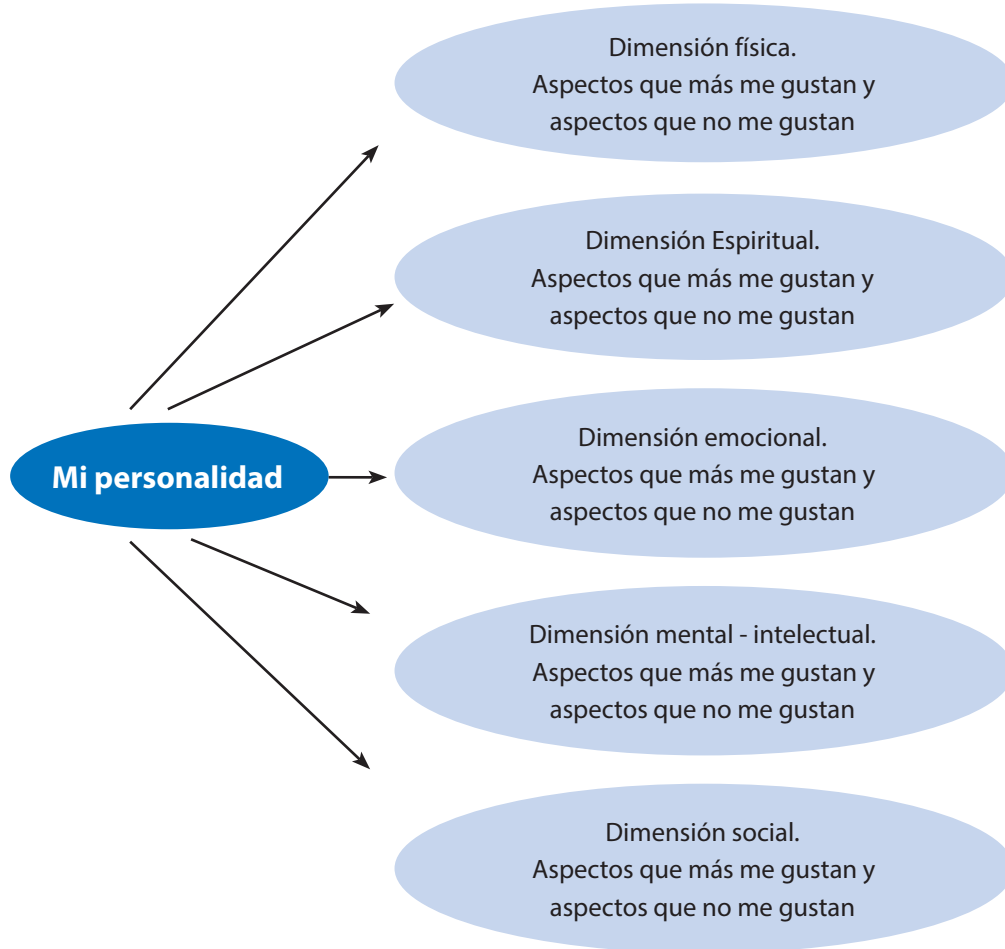 Dimensión física.
Aspectos que más me gustan y
aspectos que no me gustan
Dimensión Espiritual.
Aspectos que más me gustan y
aspectos que no me gustan
Mi personalidad
Dimensión emocional.
Aspectos que más me gustan y
aspectos que no me gustan
Dimensión mental - intelectual.
Aspectos que más me gustan y
aspectos que no me gustan
Dimensión social.
Aspectos que más me gustan y
aspectos que no me gustan